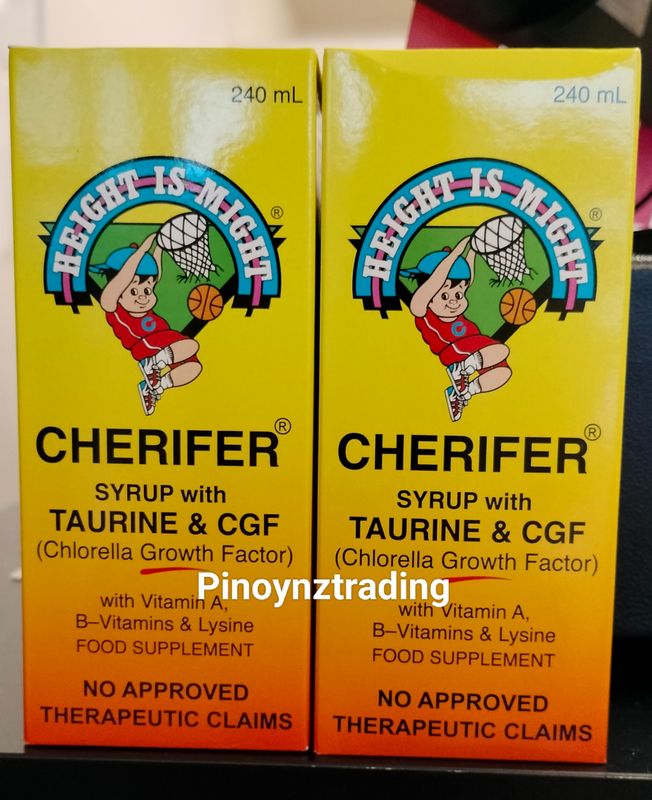 240 mL
HEIGHT IS MIGHT
®
CHERIFER®
SYRUP with
TAURINE & CGF
(Chlorella Growth Factor)
with Vitamin A,
B–Vitamins & Lysine
FOOD SUPPLEMENT
NO APPROVED
THERAPEUTIC CLAIMS
240 mL
HEIGHT IS MIGHT
®
C
CHERIFER®
SYRUP with
TAURINE & CGF
(Chlorella Growth Factor)
with Vitamin A,
B–Vitamins & Lysine
FOOD SUPPLEMENT
NO APPROVED
THERAPEUTIC CLAIMS
Pinoynztrading